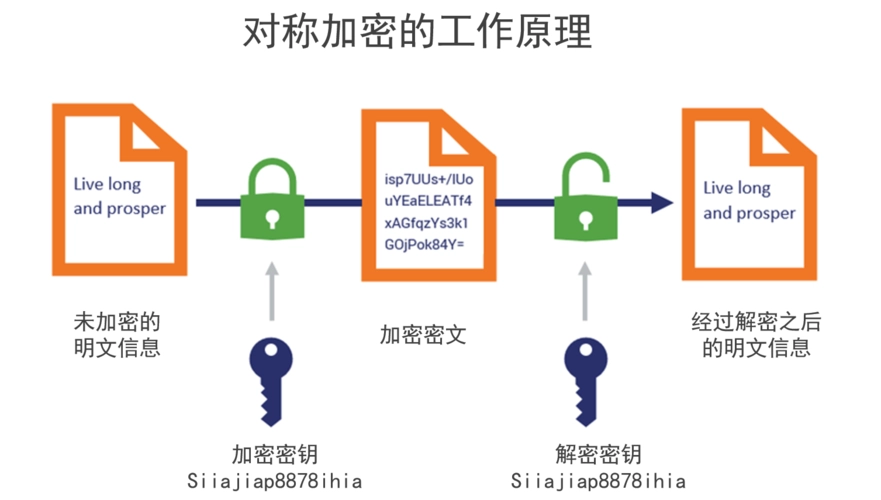 对称加密的工作原理
Live long
and prosper
isp7UUs+/IUo
uYEaELEATf4
xAGfqzYs3k1
GOjPok84Y=
Live long
and prosper
未加密的
明文信息
加密密文
经过解密之后
的明文信息
加密密钥
Siiajiap8878ihia
解密密钥
Siiajiap8878ihia